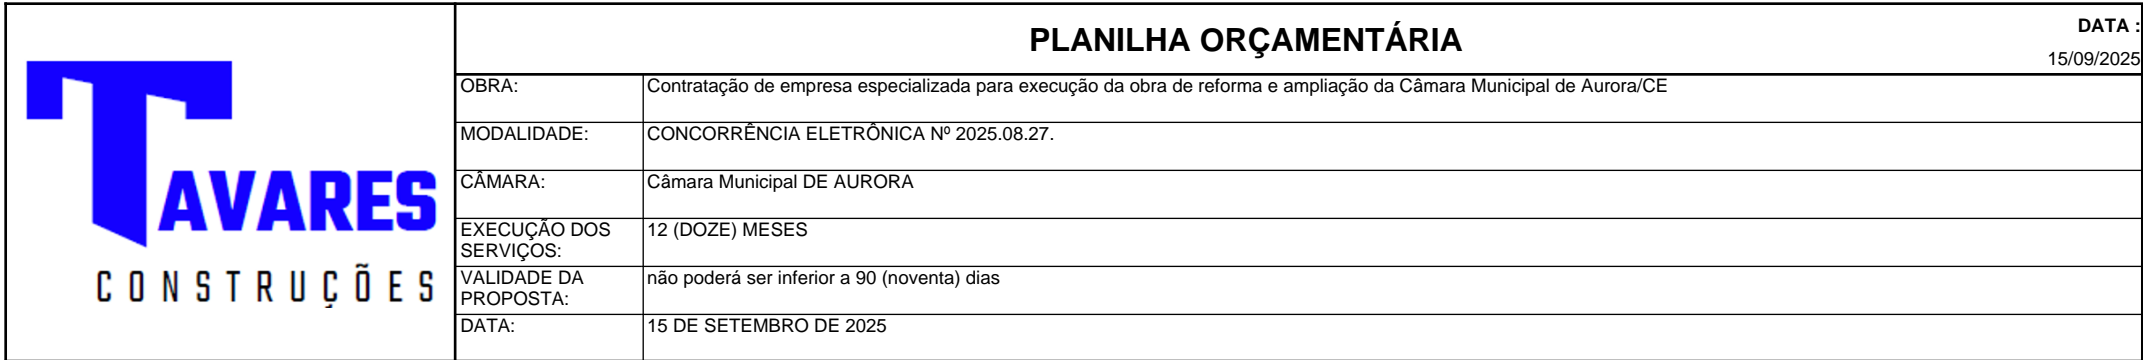 TAVARES
CONSTRUÇÕES
PLANILHA ORÇAMENTÁRIA
DATA :
15/09/2025
OBRA: Contratação de empresa especializada para execução da obra de reforma e ampliação da Câmara Municipal de Aurora/CE
MODALIDADE: CONCORRÊNCIA ELETRÔNICA Nº 2025.08.27.
CÂMARA: Câmara Municipal DE AURORA
EXECUÇÃO DOS SERVIÇOS: 12 (DOZE) MESES
VALIDADE DA PROPOSTA: não poderá ser inferior a 90 (noventa) dias
DATA: 15 DE SETEMBRO DE 2025